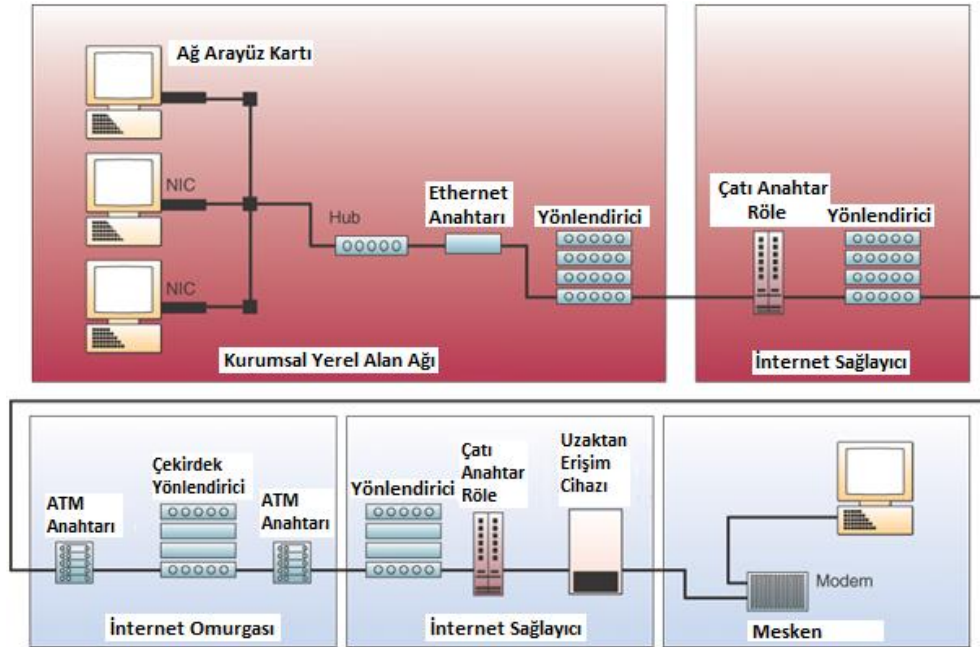 Ağ Arayüz Kartı
NIC
NIC
Hub
Ethernet
Anahtarı
Yönlendirici
Kurumsal Yerel Alan Ağı
Çatı Anahtar
Röle
Yönlendirici
İnternet Sağlayıcı
ATM
Anahtarı
Çekirdek
Yönlendirici
ATM
Anahtarı
İnternet Omurgası
Yönlendirici
Çatı
Anahtar
Röle
Uzaktan
Erişim
Cihazı
İnternet Sağlayıcı
Modem
Mesken